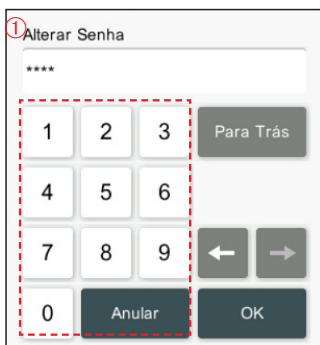 ①Alterar Senha
****
1 2 3 Para Trás
4 5 6
7 8 9 ← →
0 Anular OK